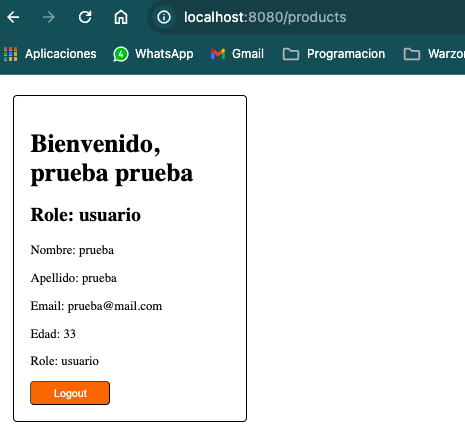 localhost:8080/products
Aplicaciones WhatsApp Gmail Programacion Warzor
Bienvenido,
prueba prueba
Role: usuario
Nombre: prueba
Apellido: prueba
Email: prueba@mail.com
Edad: 33
Role: usuario
Logout